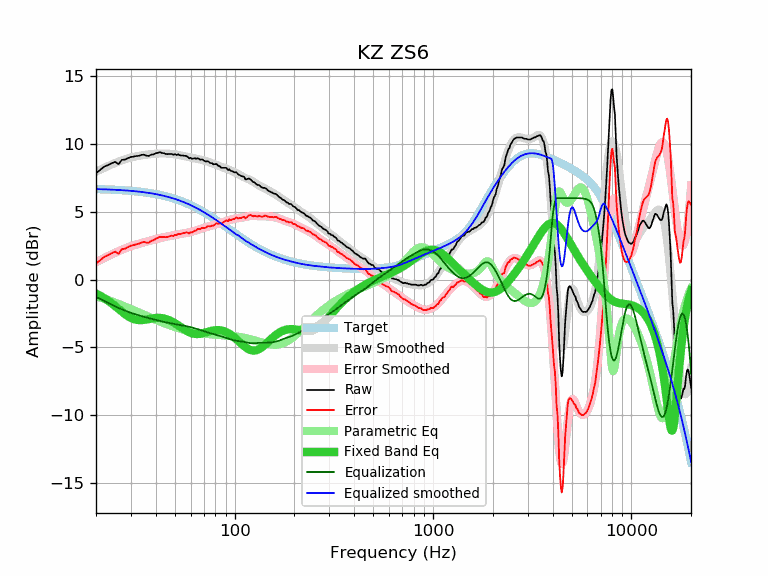 KZ ZS6
Amplitude (dBr)
15
10
5
0
−5
−10
−15
Target
Raw Smoothed
Error Smoothed
Raw
Error
Parametric Eq
Fixed Band Eq
Equalization
Equalized smoothed
100
1000
10000
Frequency (Hz)